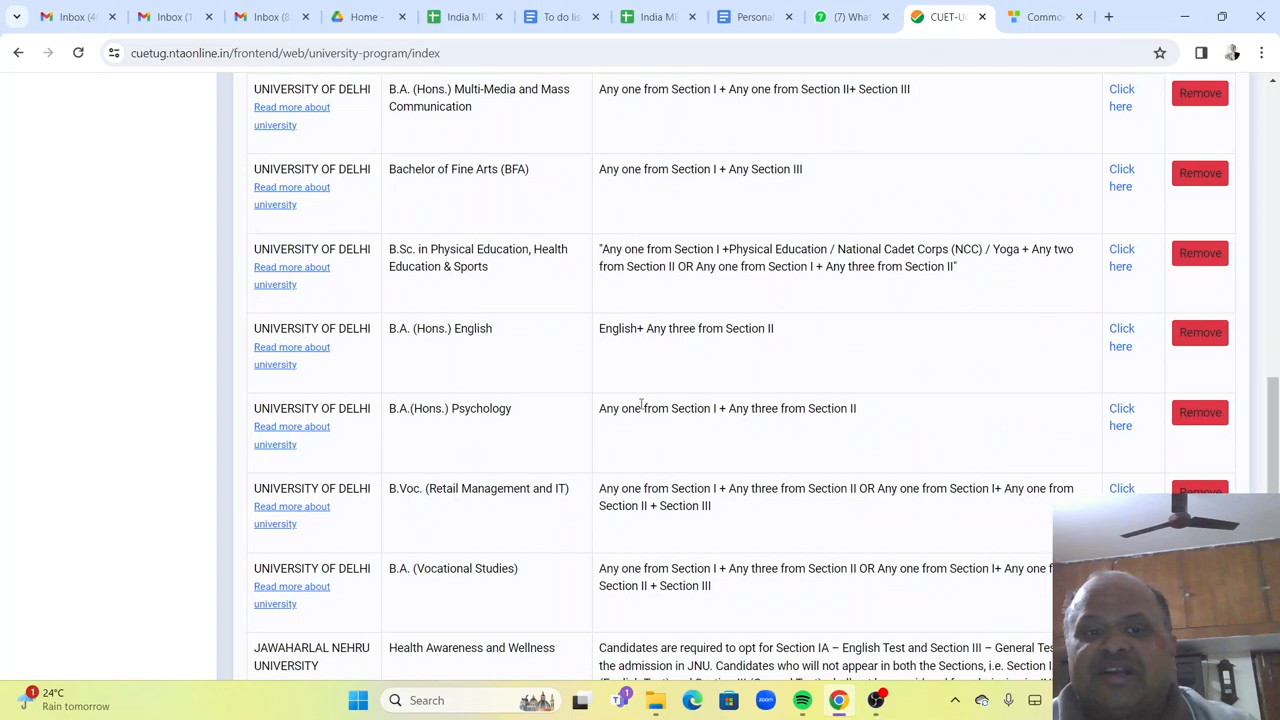 Inbox (4
Inbox (1
Inbox (8
Home -
India ME
To do lis
India ME
Personal
(7) What
CUET-UG
Commo
cuetug.ntaonline.in/frontend/web/university-program/index
UNIVERSITY OF DELHI
Read more about
university
B.A. (Hons.) Multi-Media and Mass
Communication
Any one from Section I + Any one from Section II+ Section III
Click
here
Remove
UNIVERSITY OF DELHI
Read more about
university
Bachelor of Fine Arts (BFA)
Any one from Section I + Any Section III
Click
here
Remove
UNIVERSITY OF DELHI
Read more about
university
B.Sc. in Physical Education, Health
Education & Sports
"Any one from Section I +Physical Education / National Cadet Corps (NCC) / Yoga + Any two
from Section II OR Any one from Section I + Any three from Section II"
Click
here
Remove
UNIVERSITY OF DELHI
Read more about
university
B.A. (Hons.) English
English+ Any three from Section II
Click
here
Remove
UNIVERSITY OF DELHI
Read more about
university
B.A.(Hons.) Psychology
Any one from Section I + Any three from Section II
Click
here
Remove
UNIVERSITY OF DELHI
Read more about
university
B.Voc. (Retail Management and IT)
Any one from Section I + Any three from Section II OR Any one from Section I+ Any one from
Section II + Section III
Click
Remove
UNIVERSITY OF DELHI
Read more about
university
B.A. (Vocational Studies)
Any one from Section I + Any three from Section II OR Any one from Section I+ Any one f
Section II + Section III
JAWAHARLAL NEHRU
UNIVERSITY
Health Awareness and Wellness
Candidates are required to opt for Section IA – English Test and Section III – General Tes
the admission in JNU. Candidates who will not appear in both the Sections, i.e. Section I
1
24°C
Rain tomorrow
Search
1